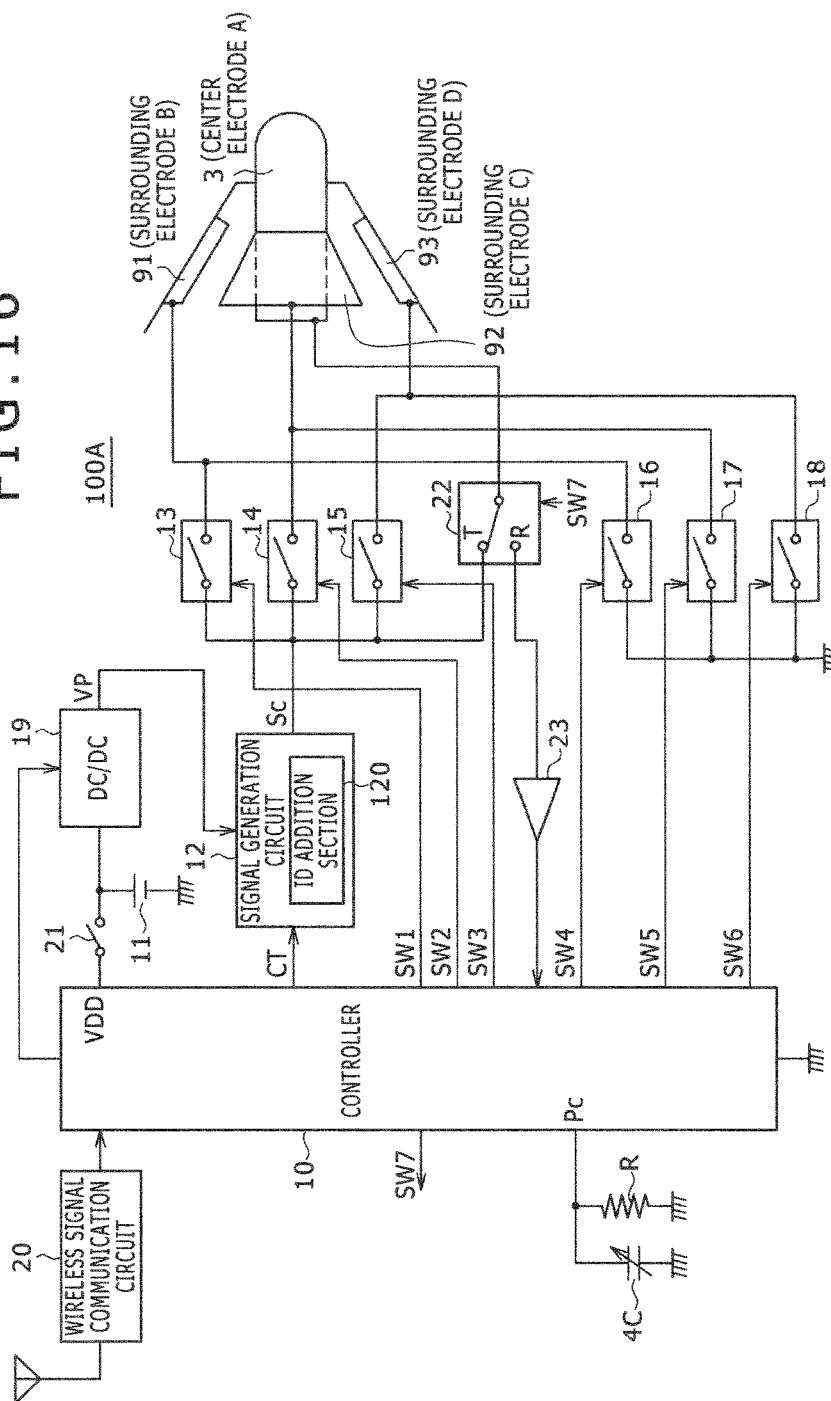 100A
20
WIRELESS SIGNAL
COMMUNICATION
CIRCUIT
10
CONTROLLER
VDD
CT
SW1
SW2
SW3
SW4
SW5
SW6
SW7
Pc
R
4C
21
11
19
DC/DC
VP
12
SIGNAL GENERATION
CIRCUIT
ID ADDITION
SECTION
120
Sc
13
14
15
22
T
R
SW7
23
16
17
18
91 (SURROUNDING
ELECTRODE B)
3 (CENTER
ELECTRODE A)
93 (SURROUNDING
ELECTRODE D)
92 (SURROUNDING
ELECTRODE C)